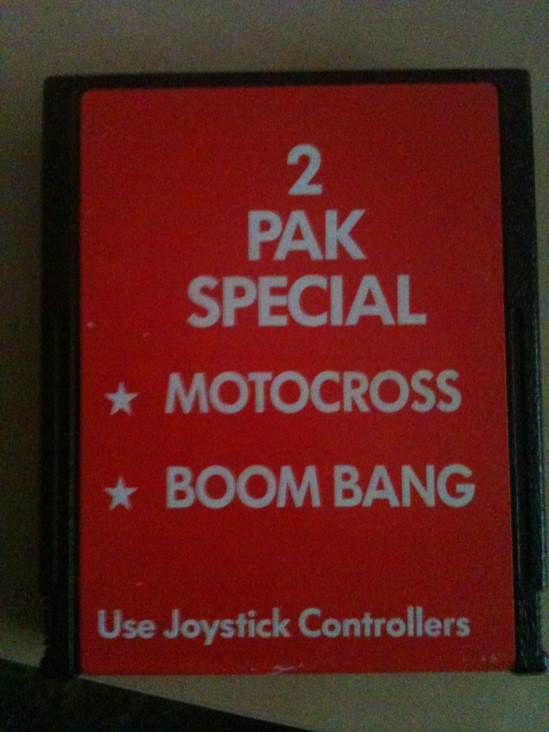 2
PAK
SPECIAL
★ MOTOCROSS
★ BOOM BANG
Use Joystick Controllers